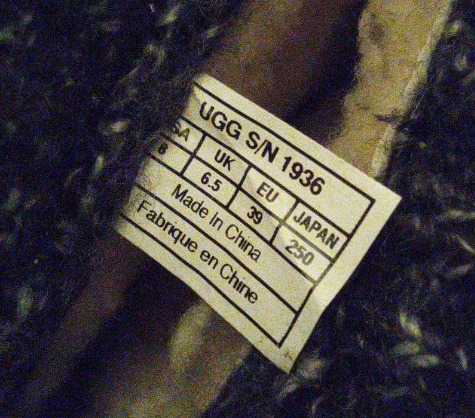 UGG S/N 1936
SA UK EU JAPAN
8 6.5 39 250
Made In China
Fabrique en Chine